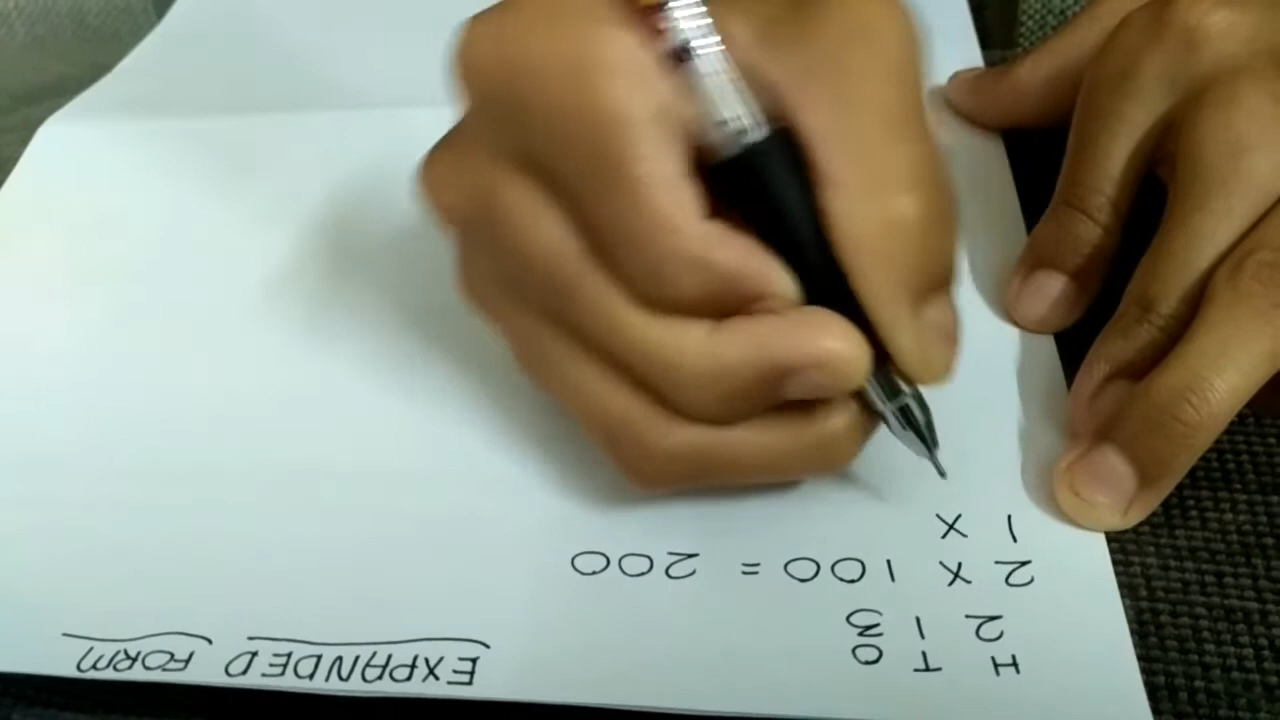 EXPANDED FORM
H T O
2 1 3
2 X 100 = 200
1 X